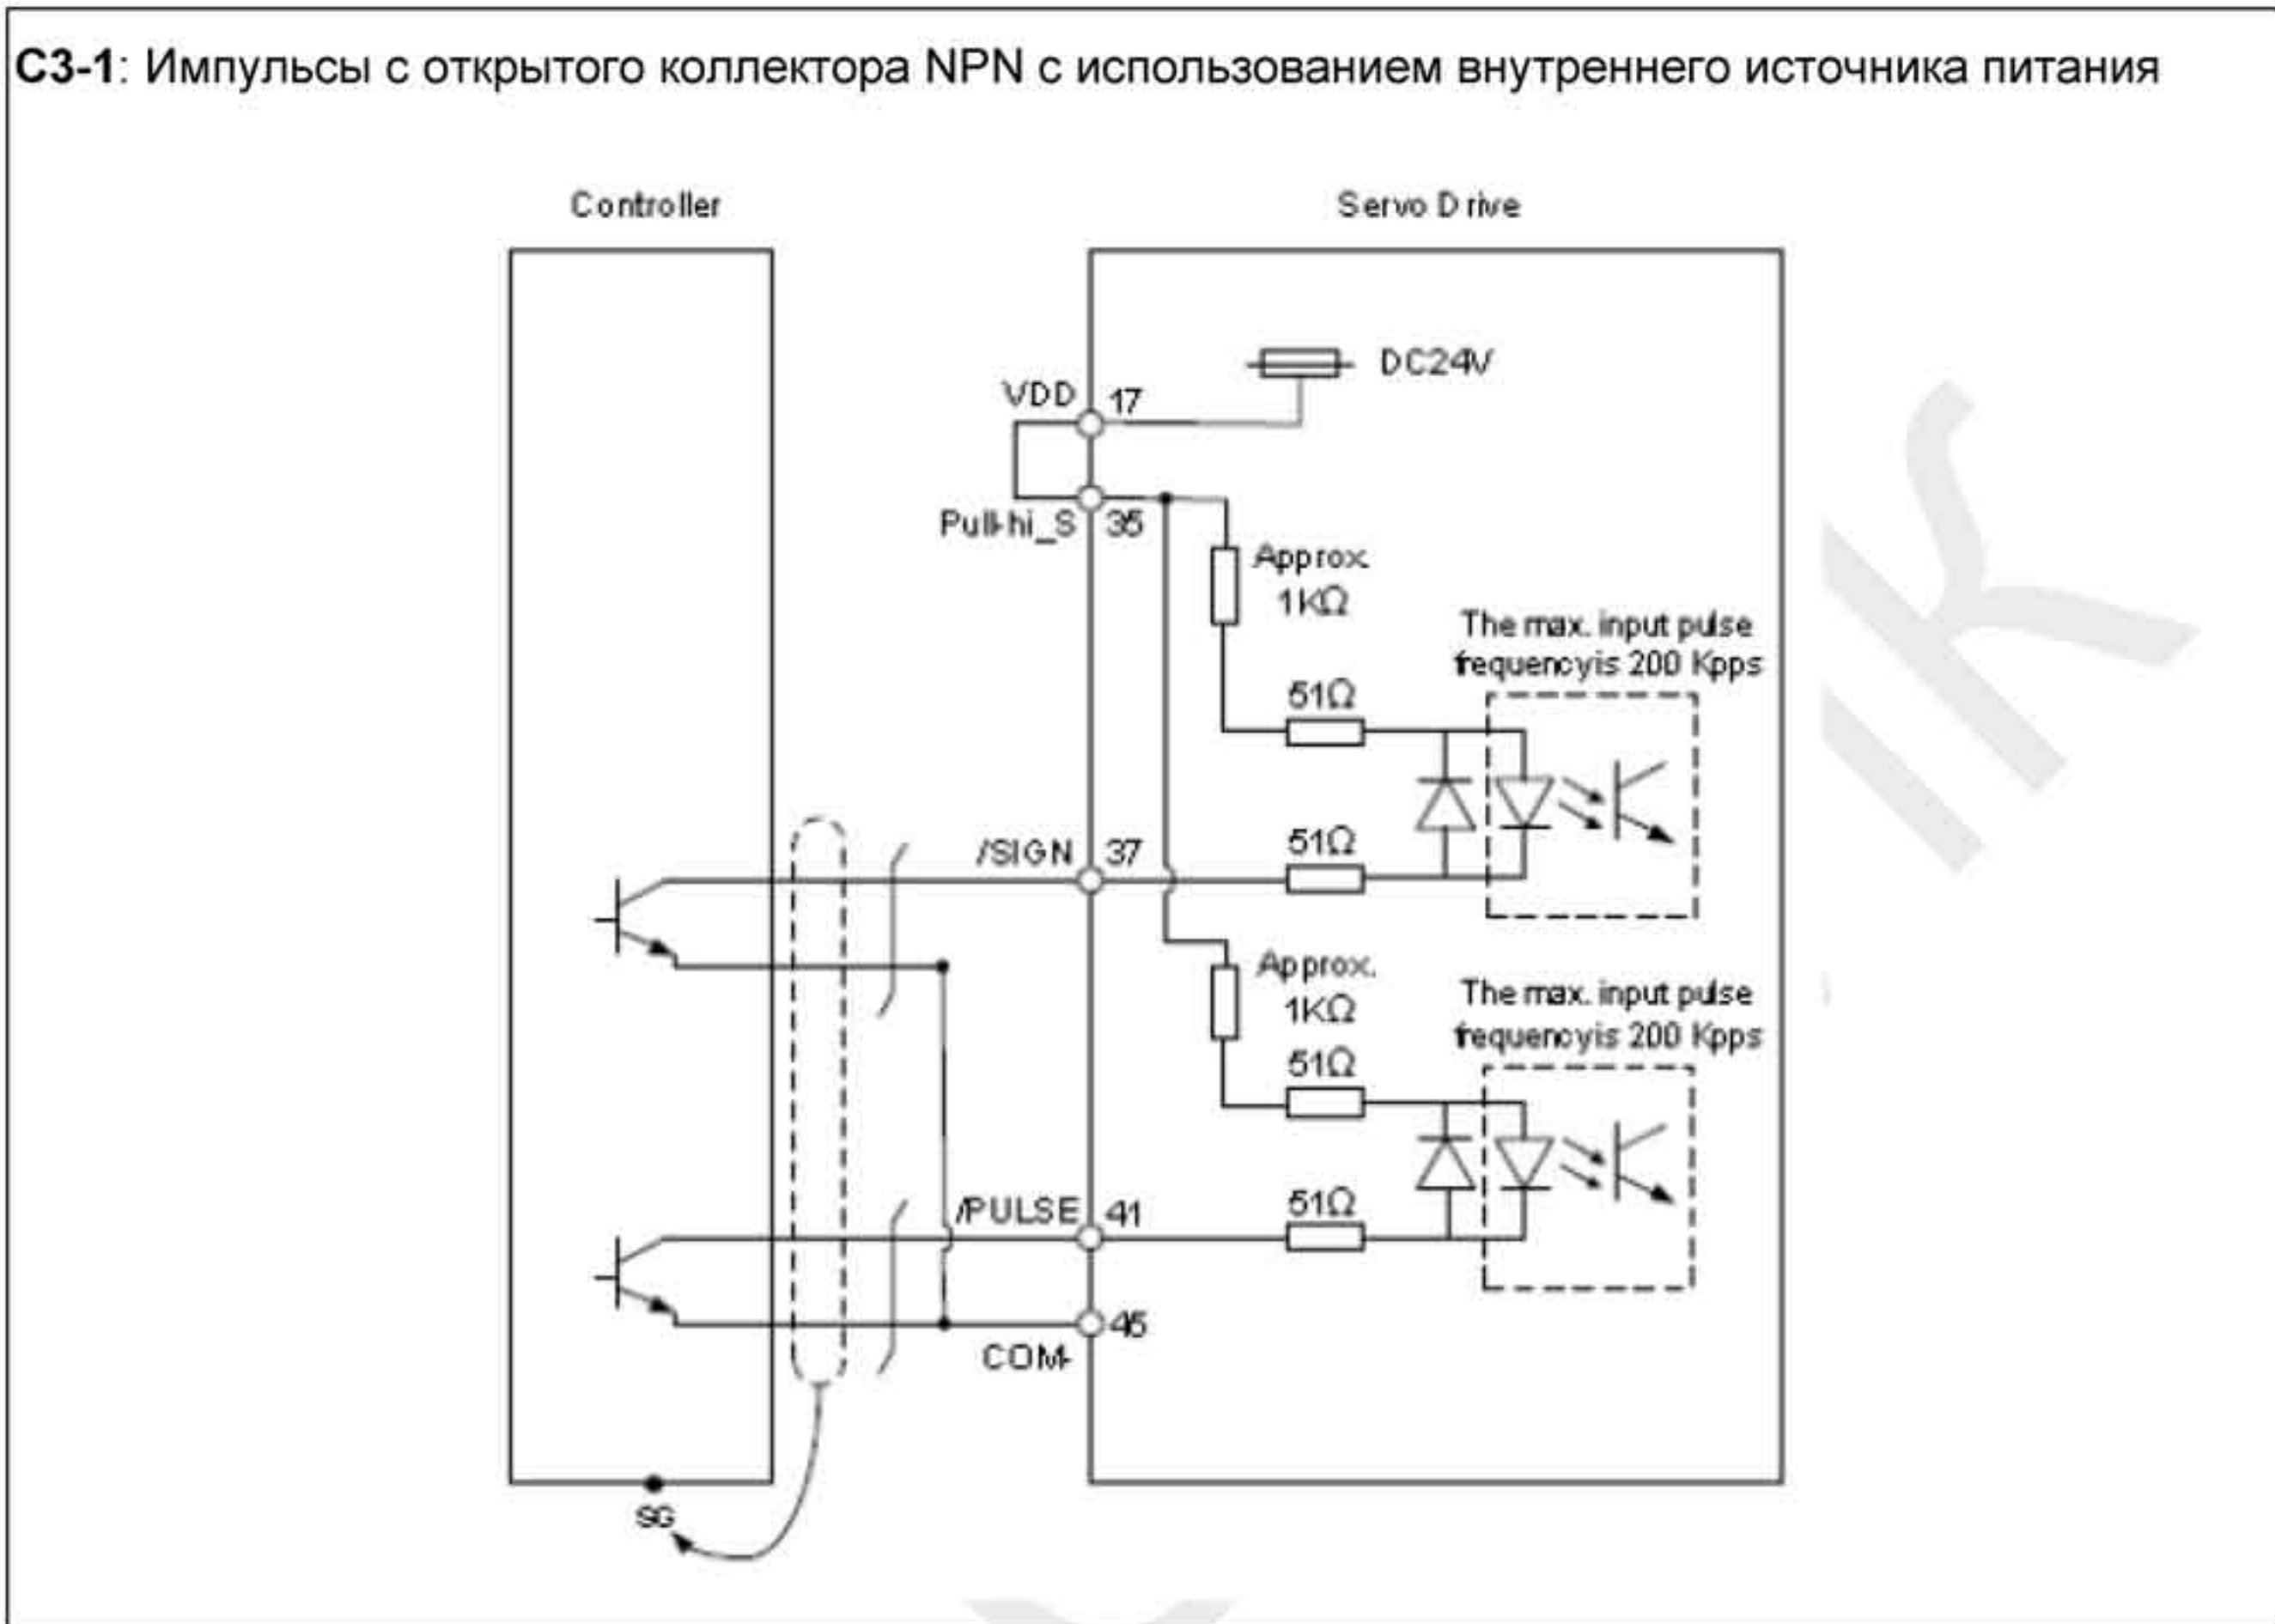 C3-1: Импульсы с открытого коллектора NPN с использованием внутреннего источника питания
Controller
Servo Drive
DC24V
VDD
17
Pull-hi_S
35
Approx.
1KΩ
The max. input pulse
frequencyis 200 Kpps
51Ω
51Ω
/SIGN
37
Approx.
1KΩ
The max. input pulse
frequencyis 200 Kpps
51Ω
51Ω
/PULSE
41
45
COM-
SG